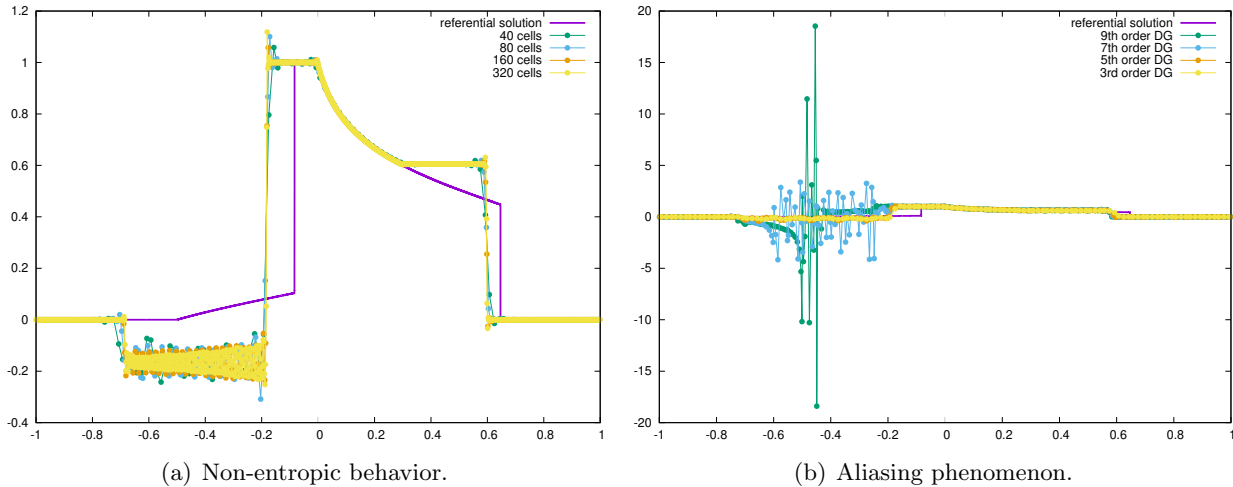 1.2
1
0.8
0.6
0.4
0.2
0
-0.2
-0.4
-1 -0.8 -0.6 -0.4 -0.2 0 0.2 0.4 0.6 0.8 1
referential solution
40 cells
80 cells
160 cells
320 cells
(a) Non-entropic behavior.
20
15
10
5
0
-5
-10
-15
-20
-1 -0.8 -0.6 -0.4 -0.2 0 0.2 0.4 0.6 0.8 1
referential solution
9th order DG
7th order DG
5th order DG
3rd order DG
(b) Aliasing phenomenon.